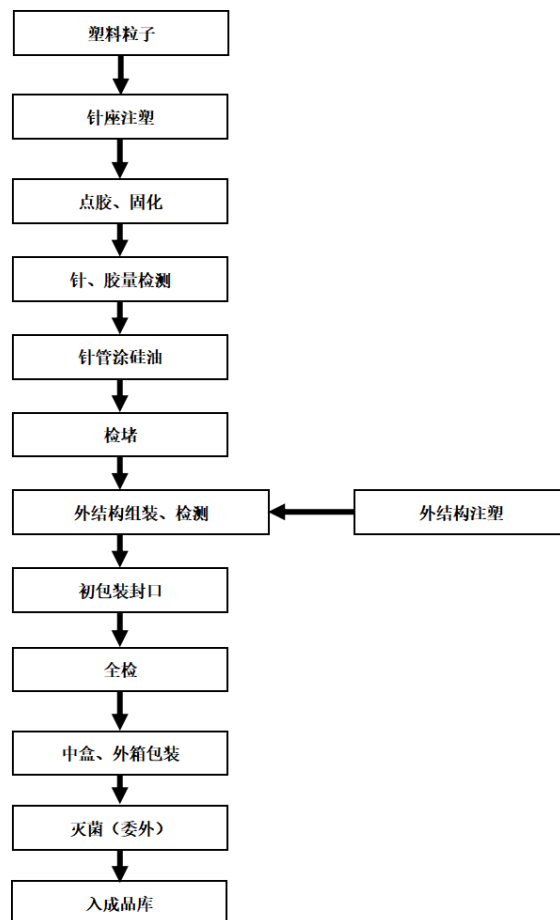 塑料粒子
针座注塑
点胶、固化
针、胶量检测
针管涂硅油
检堵
外结构组装、检测
外结构注塑
初包装封口
全检
中盒、外箱包装
灭菌（委外）
入成品库